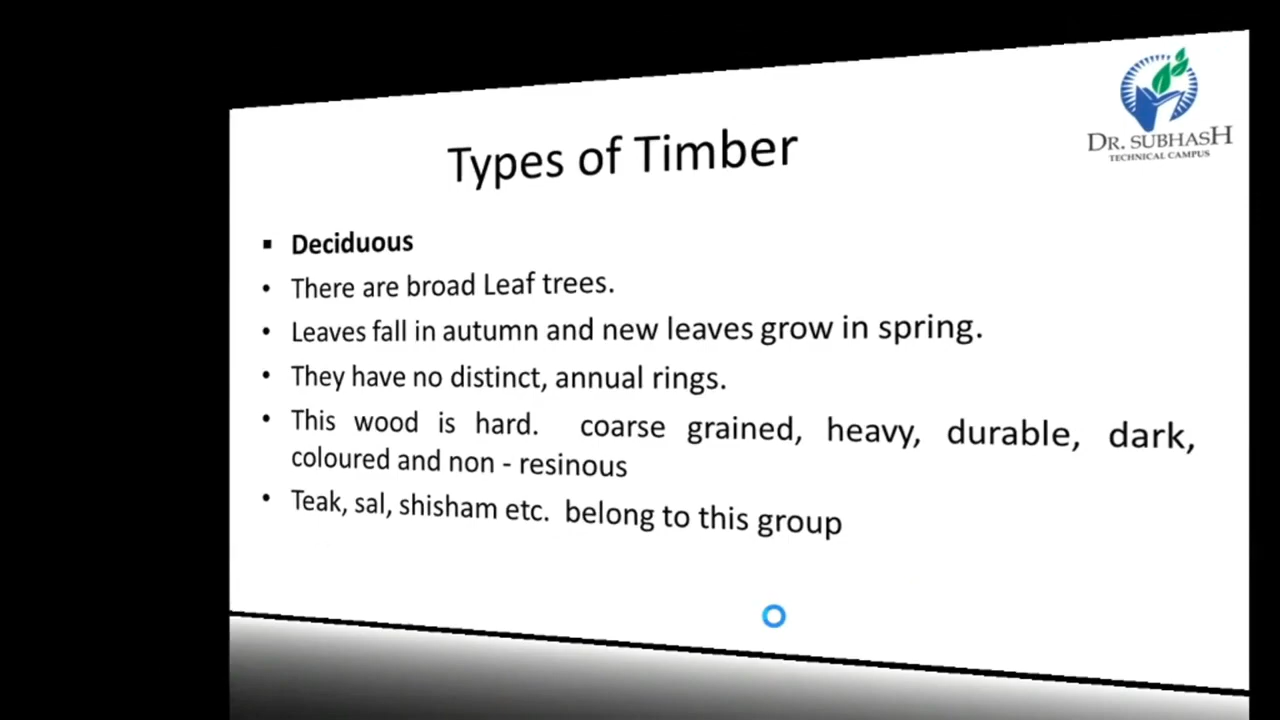 DR. SUBHASH
TECHNICAL CAMPUS
Types of Timber
▪ Deciduous
• There are broad Leaf trees.
• Leaves fall in autumn and new leaves grow in spring.
• They have no distinct, annual rings.
• This wood is hard. coarse grained, heavy, durable, dark,
coloured and non - resinous
• Teak, sal, shisham etc. belong to this group